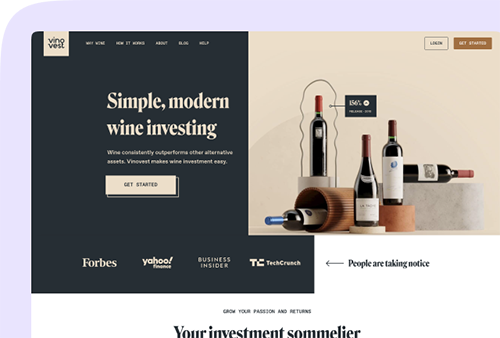 vino
vest
WHY WINE
HOW IT WORKS
ABOUT
BLOG
HELP
LOGIN
GET STARTED
Simple, modern
wine investing
Wine consistently outperforms other alternative
assets. Vinovest makes wine investment easy.
GET STARTED
156%
Forbes
yahoo!
finance
BUSINESS
INSIDER
TC TechCrunch
People are taking notice
GROW YOUR PASSION AND RETURNS
Your investment sommelier